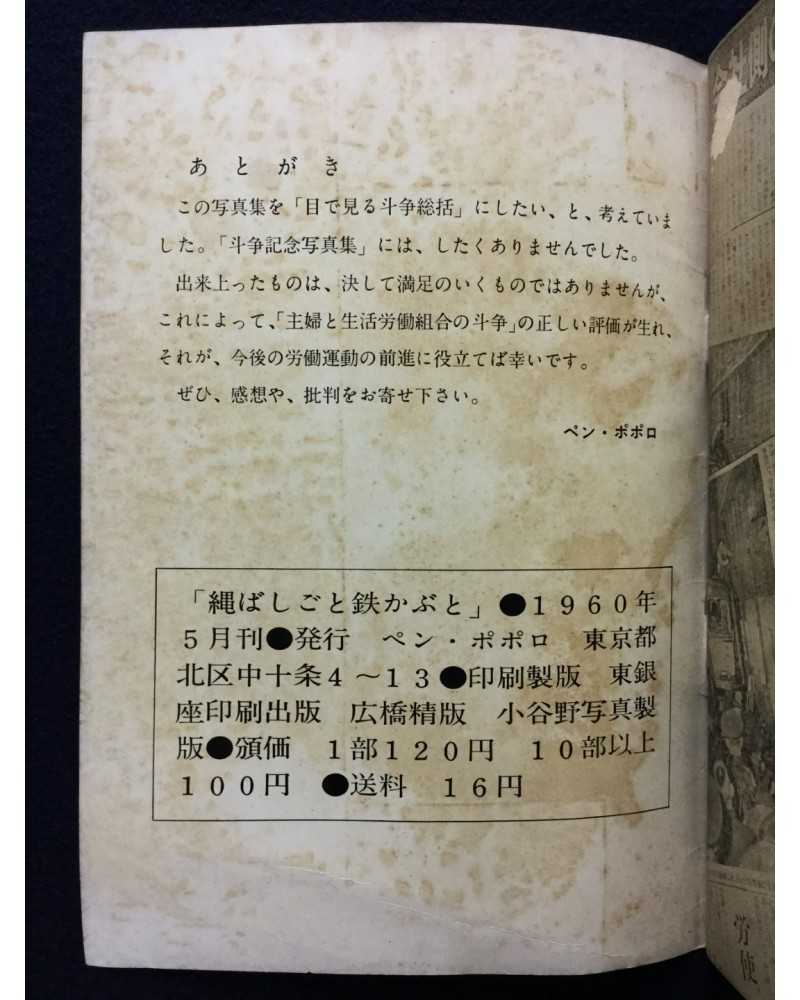 あとがき
この写真集を「目で見る斗争総括」にしたい、と、考えていま
した。「斗争記念写真集」には、したくありませんでした。
出来上ったものは、決して満足のいくものではありませんが、
これによって、「主婦と生活労働組合の斗争」の正しい評価が生れ、
それが、今後の労働運動の前進に役立てば幸いです。
ぜひ、感想や、批判をお寄せ下さい。
ペン・ポポロ
「縄ばしごと鉄かぶと」●1960年
5月刊●発行　ペン・ポポロ　東京都
北区中十条4～13●印刷製版　東銀
座印刷出版　広橋精版　小谷野写真製
版●頒価　1部120円　10部以上
100円　●送料　16円
労使